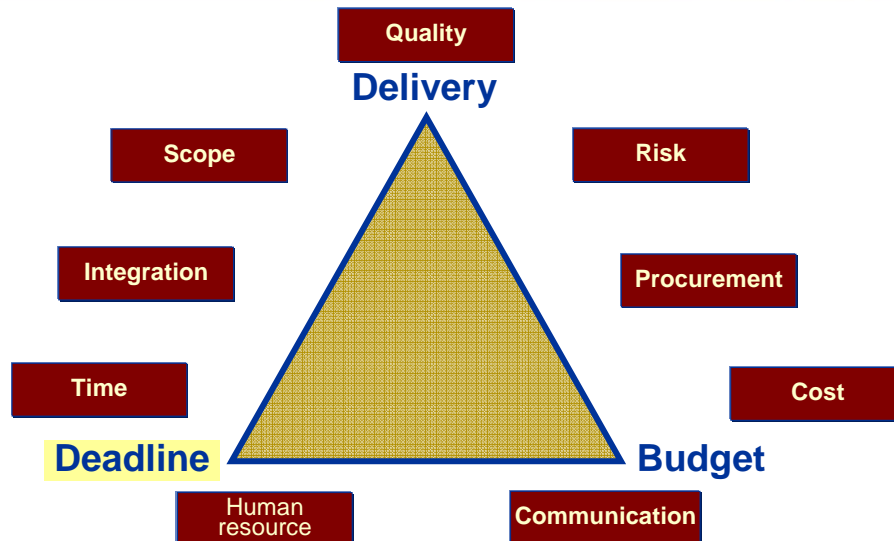 Quality
Delivery
Scope
Risk
Integration
Procurement
Time
Cost
Deadline
Budget
Human
resource
Communication